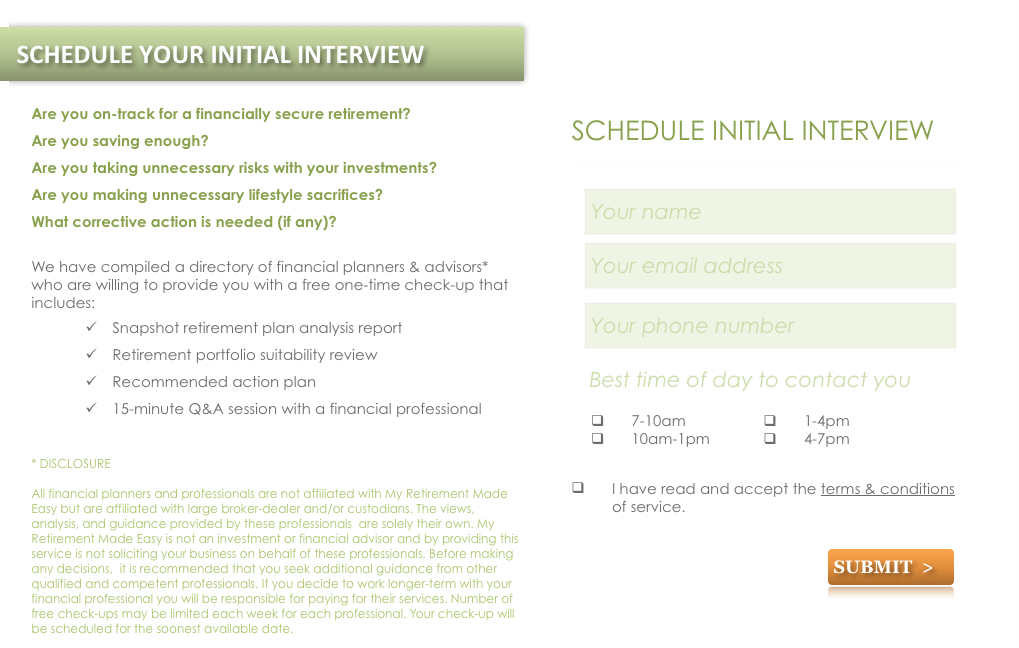 SCHEDULE YOUR INITIAL INTERVIEW
Are you on-track for a financially secure retirement?
Are you saving enough?
Are you taking unnecessary risks with your investments?
Are you making unnecessary lifestyle sacrifices?
What corrective action is needed (if any)?
We have compiled a directory of financial planners & advisors*
who are willing to provide you with a free one-time check-up that
includes:
✓ Snapshot retirement plan analysis report
✓ Retirement portfolio suitability review
✓ Recommended action plan
✓ 15-minute Q&A session with a financial professional
* DISCLOSURE
All financial planners and professionals are not affiliated with My Retirement Made
Easy but are affiliated with large broker-dealer and/or custodians. The views,
analysis, and guidance provided by these professionals are solely their own. My
Retirement Made Easy is not an investment or financial advisor and by providing this
service is not soliciting your business on behalf of these professionals. Before making
any decisions, it is recommended that you seek additional guidance from other
qualified and competent professionals. If you decide to work longer-term with your
financial professional you will be responsible for paying for their services. Number of
free check-ups may be limited each week for each professional. Your check-up will
be scheduled for the soonest available date.
SCHEDULE INITIAL INTERVIEW
Your name
Your email address
Your phone number
Best time of day to contact you
❑ 7-10am ❑ 1-4pm
❑ 10am-1pm ❑ 4-7pm
❑ I have read and accept the terms & conditions
of service.
SUBMIT >